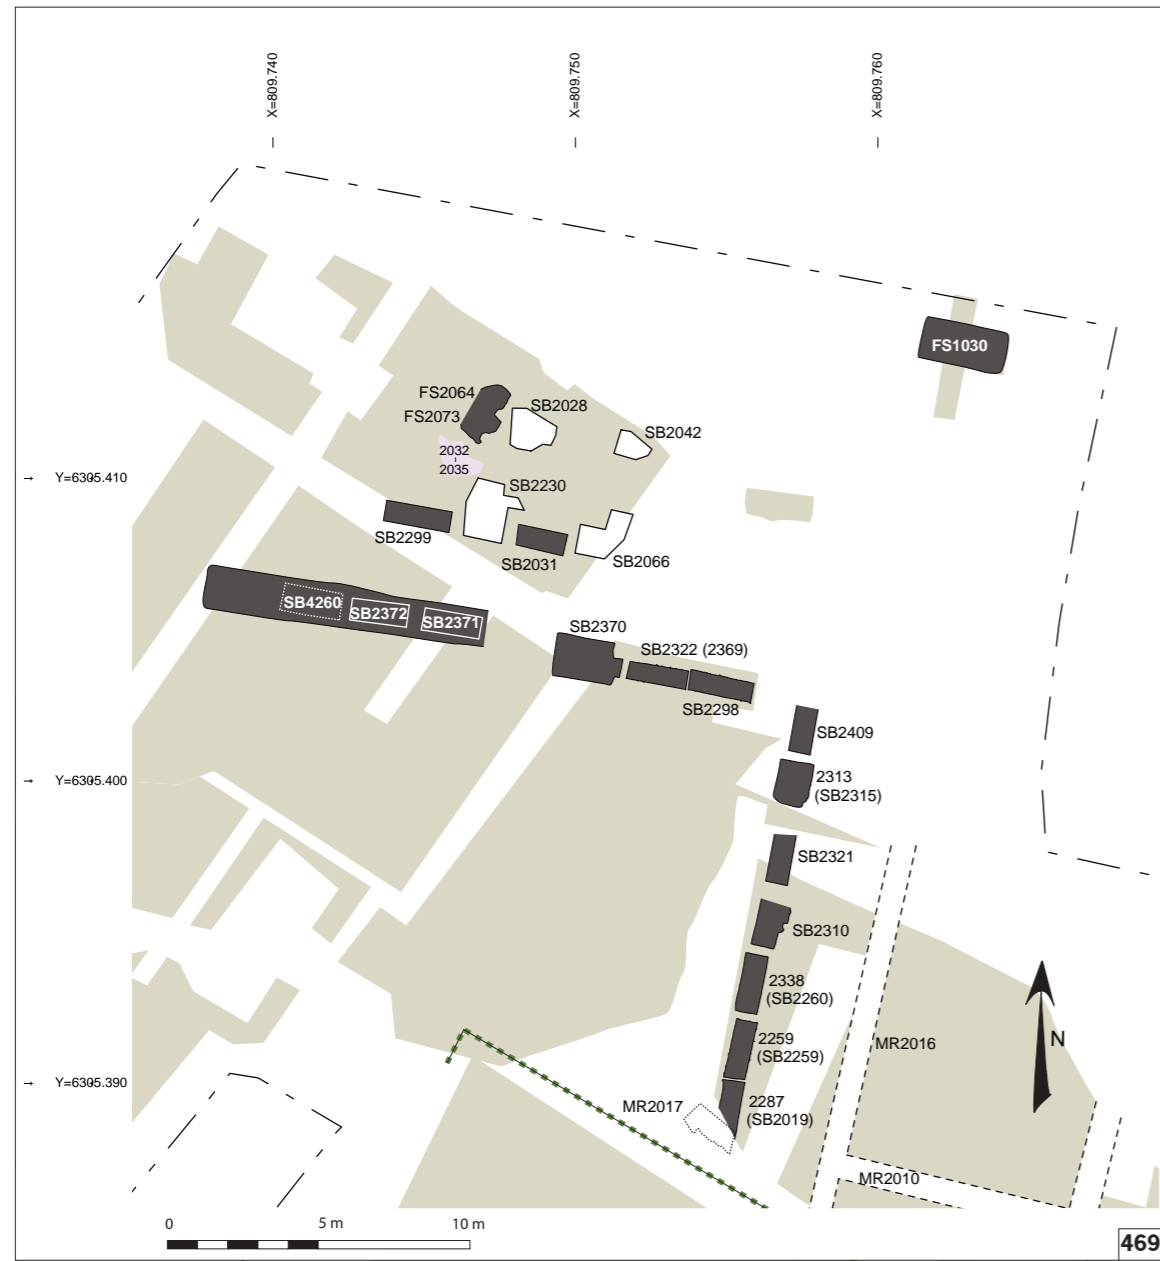 X=809.740
X=809.750
X=809.760
FS1030
FS2064
FS2073
SB2028
SB2042
2032
2035
Y=6305.410
SB2230
SB2299
SB2031
SB2066
SB4260
SB2372
SB2371
SB2370
SB2322 (2369)
SB2298
SB2409
Y=6305.400
2313
(SB2315)
SB2321
SB2310
2338
(SB2260)
2259
(SB2259)
MR2016
N
Y=6305.390
MR2017
2287
(SB2019)
MR2010
0
5 m
10 m
469